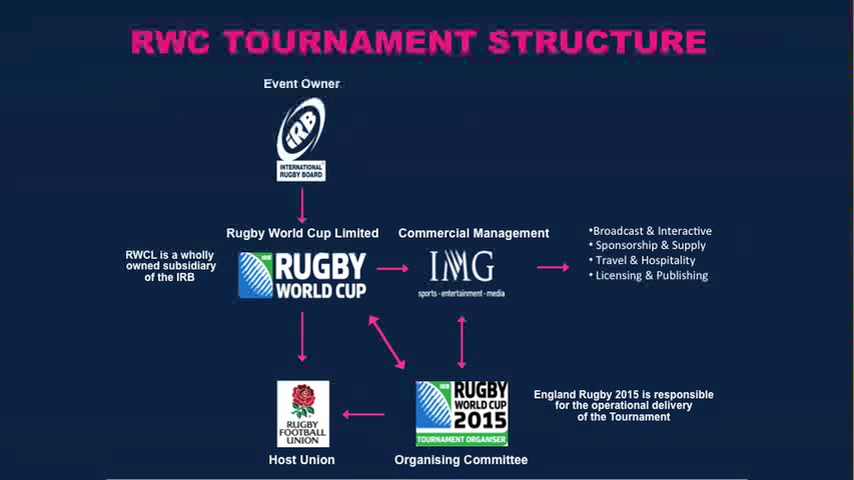 RWC TOURNAMENT STRUCTURE
Event Owner
iRB
INTERNATIONAL
RUGBY BOARD
Rugby World Cup Limited
Commercial Management
RWCL is a wholly
owned subsidiary
of the IRB
IRB
RUGBY
WORLD CUP
IMG
sports - entertainment - media
•Broadcast & Interactive
• Sponsorship & Supply
• Travel & Hospitality
• Licensing & Publishing
RUGBY
FOOTBALL
UNION
Host Union
IRB
RUGBY
WORLD CUP
2015
TOURNAMENT ORGANISER
Organising Committee
England Rugby 2015 is responsible
for the operational delivery
of the Tournament